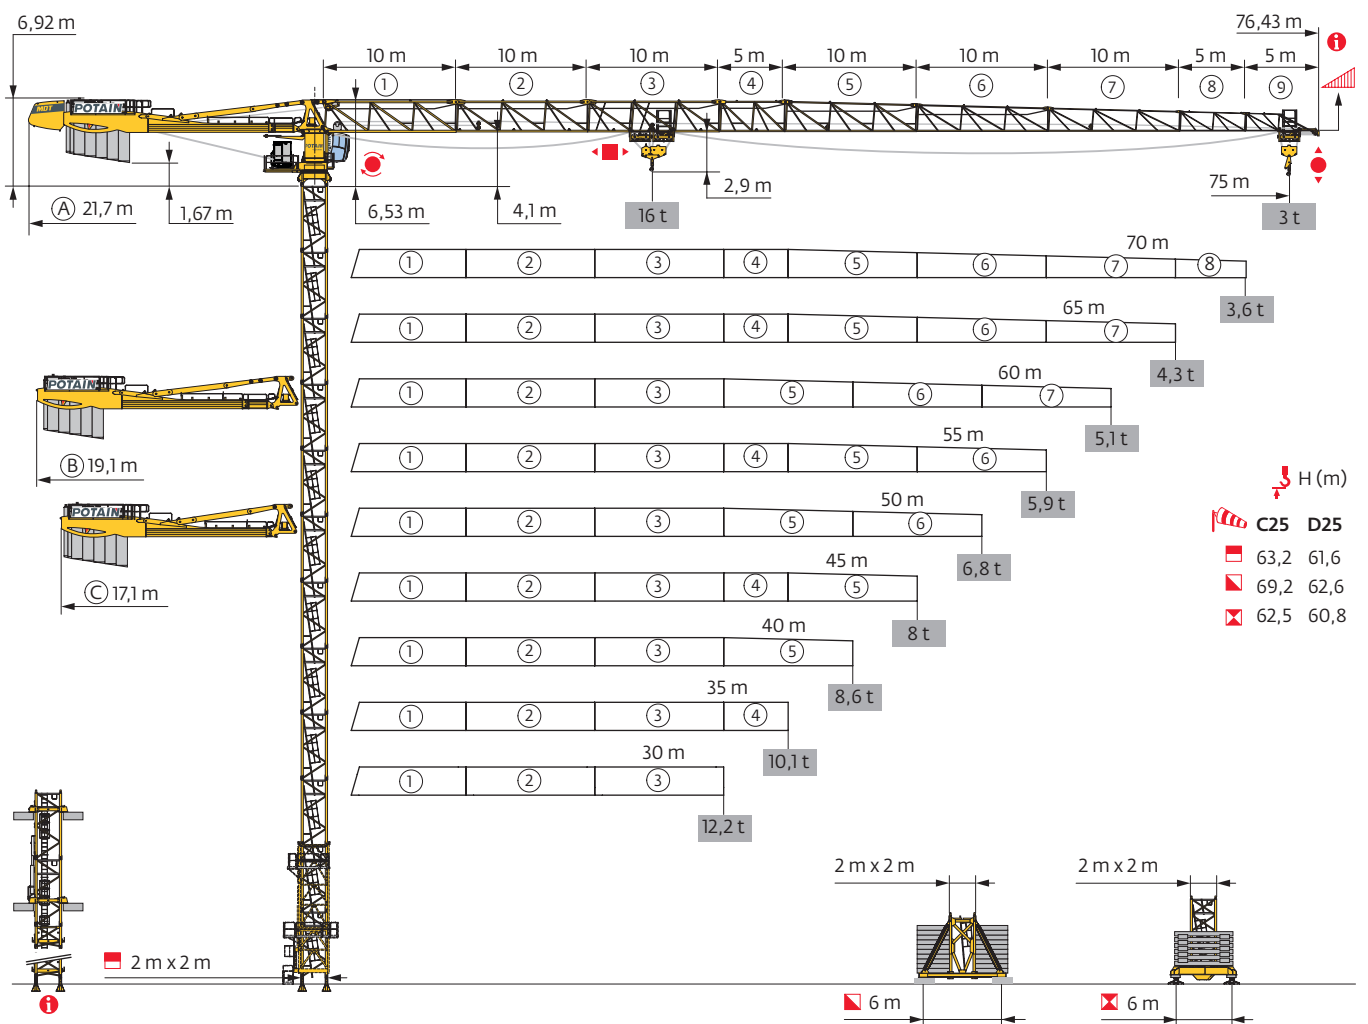 6,92 m
76,43 m
10 m 10 m 10 m 5 m 10 m 10 m 10 m 5 m 5 m
i
1 2 3 4 5 6 7 8 9
MDT POTAIN
POTAIN
A 21,7 m
1,67 m
6,53 m
4,1 m
2,9 m
16 t
75 m
3 t
70 m
1 2 3 4 5 6 7 8
3,6 t
65 m
1 2 3 4 5 6 7
4,3 t
POTAIN
60 m
1 2 3 5 6 7
5,1 t
B 19,1 m
55 m
1 2 3 4 5 6
5,9 t
H (m)
C25 D25
63,2 61,6
69,2 62,6
62,5 60,8
POTAIN
50 m
1 2 3 5 6
6,8 t
C 17,1 m
45 m
1 2 3 4 5
8 t
40 m
1 2 3 5
8,6 t
35 m
1 2 3 4
10,1 t
30 m
1 2 3
12,2 t
2 m x 2 m
2 m x 2 m
2 m x 2 m
i
6 m
6 m